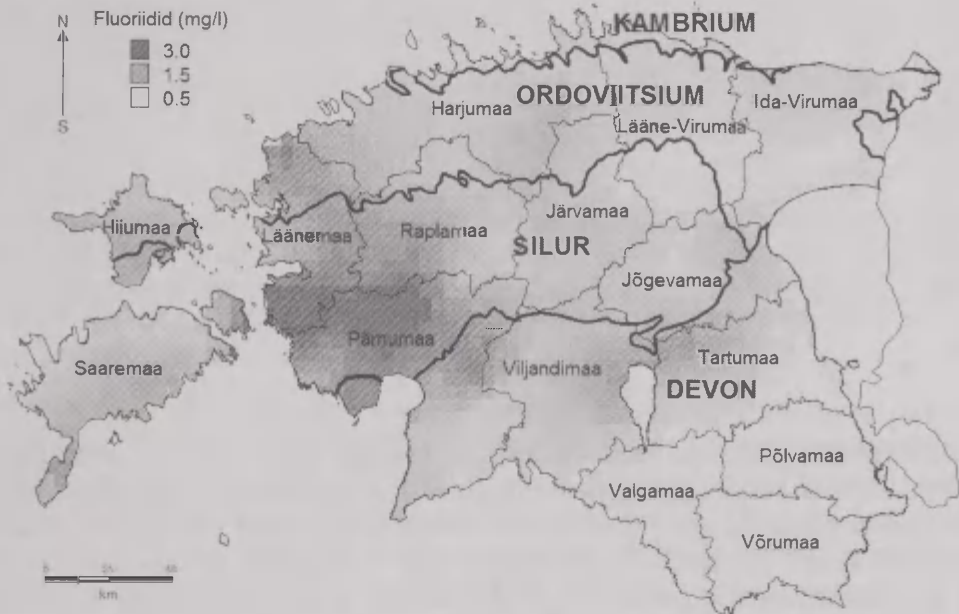 N
S
Fluoriidid (mg/l)
3.0
1.5
0.5
KAMBRIUM
ORDOVIITSIUM
Harjumaa
Ida-Virumaa
Lääne-Virumaa
Hiiumaa
Läänemaa
Raplamaa
Järvamaa
SILUR
Jõgevamaa
Pärnumaa
Saaremaa
Viljandimaa
Tartumaa
DEVON
Põlvamaa
Valgamaa
Võrumaa
km